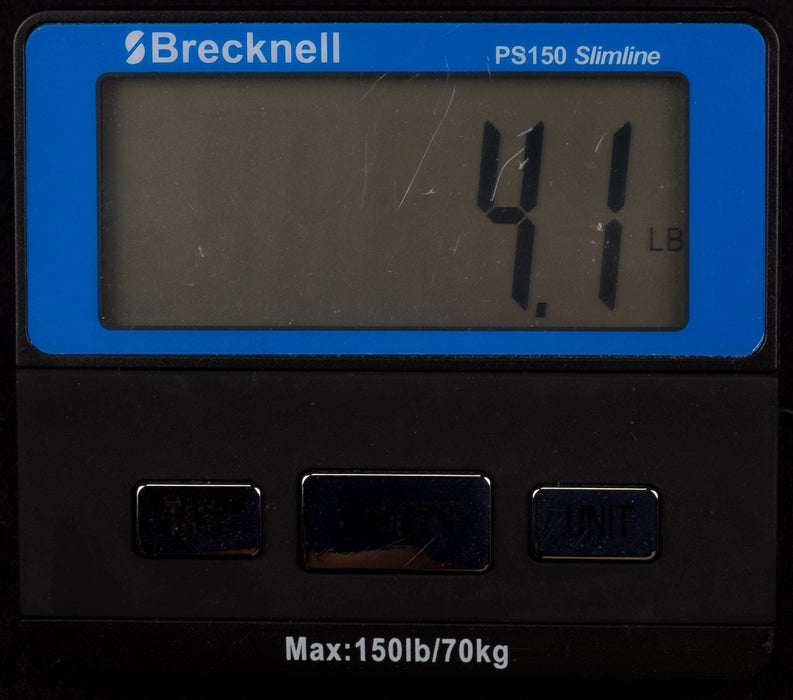 Brecknell
PS150 Slimline
4.1
LB
UNIT
Max:150lb/70kg